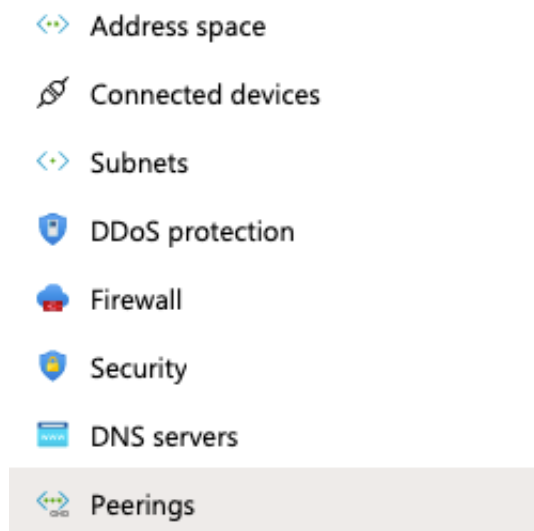 Address space
Connected devices
Subnets
DDoS protection
Firewall
Security
DNS servers
Peerings